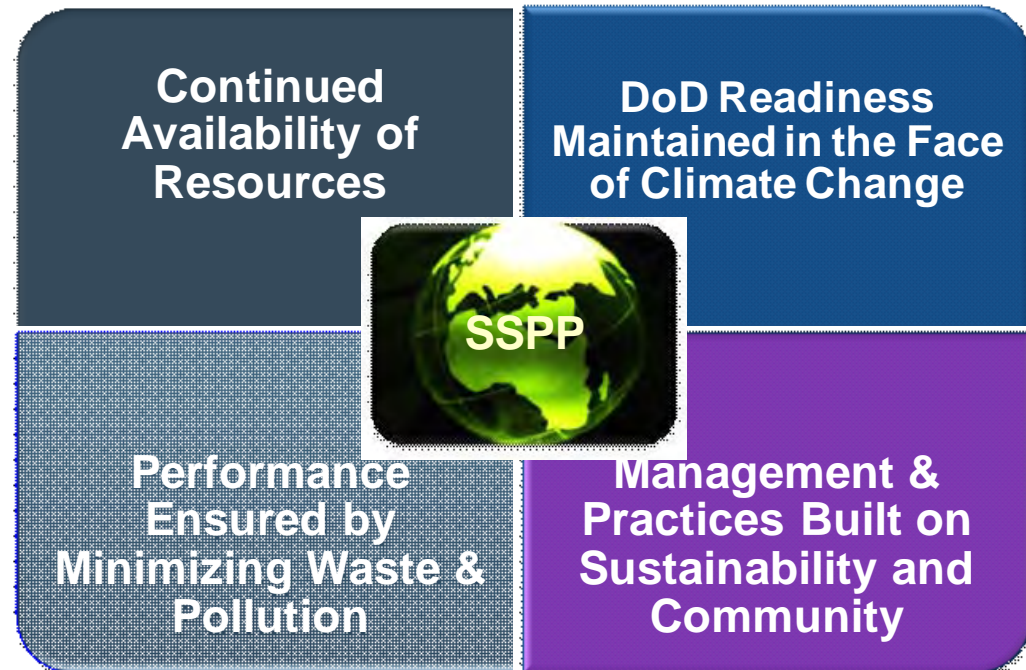 Continued
Availability of
Resources
DoD Readiness
Maintained in the Face
of Climate Change
SSPP
Performance
Ensured by
Minimizing Waste &
Pollution
Management &
Practices Built on
Sustainability and
Community